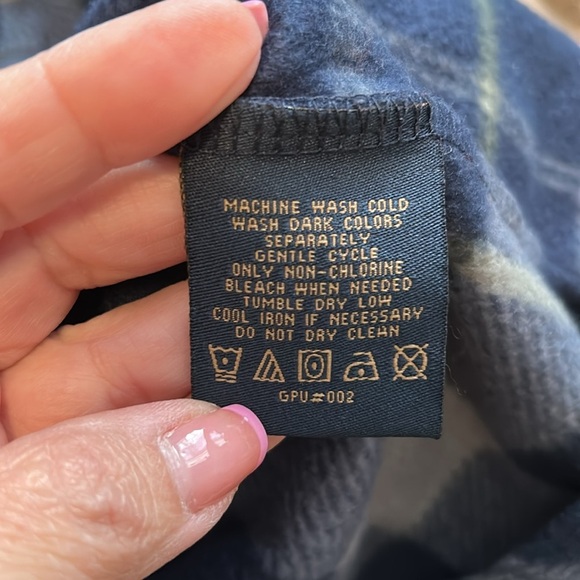 MACHINE WASH COLD
WASH DARK COLORS
SEPARATELY
GENTLE CYCLE
ONLY NON-CHLORINE
BLEACH WHEN NEEDED
TUMBLE DRY LOW
COOL IRON IF NECESSARY
DO NOT DRY CLEAN
GPU#002